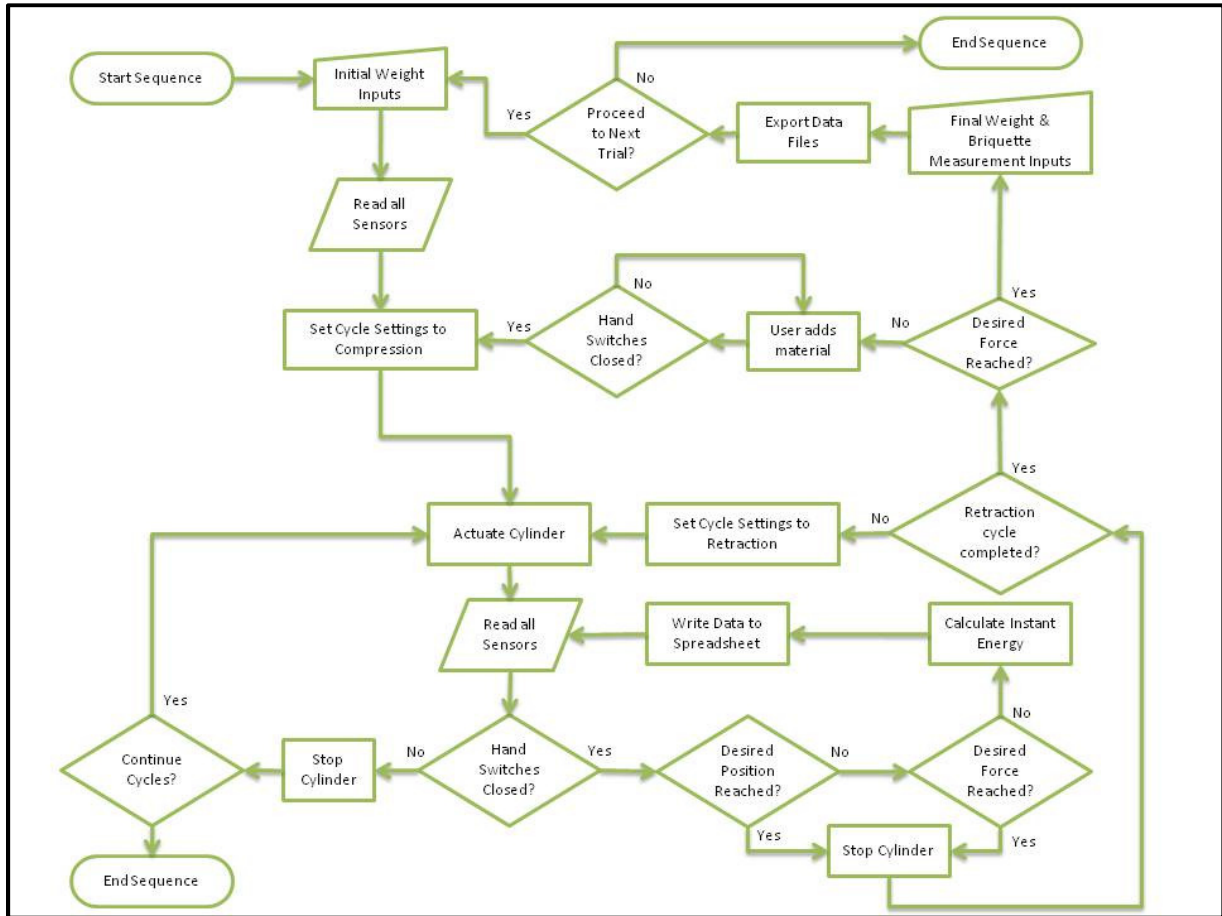 End Sequence
Start Sequence
Initial Weight
Inputs
No
Yes
Proceed
to Next
Trial?
Export Data
Files
Final Weight &
Briquette
Measurement Inputs
Read all
Sensors
No
Yes
Set Cycle Settings to
Compression
Yes
Hand
Switches
Closed?
User adds
material
No
Desired
Force
Reached?
Yes
Actuate Cylinder
Set Cycle Settings to
Retraction
No
Retraction
cycle
completed?
Read all
Sensors
Write Data to
Spreadsheet
Calculate Instant
Energy
Yes
No
Continue
Cycles?
Stop
Cylinder
No
Hand
Switches
Closed?
Yes
Desired
Position
Reached?
No
Desired
Force
Reached?
Yes
Stop Cylinder
Yes
End Sequence